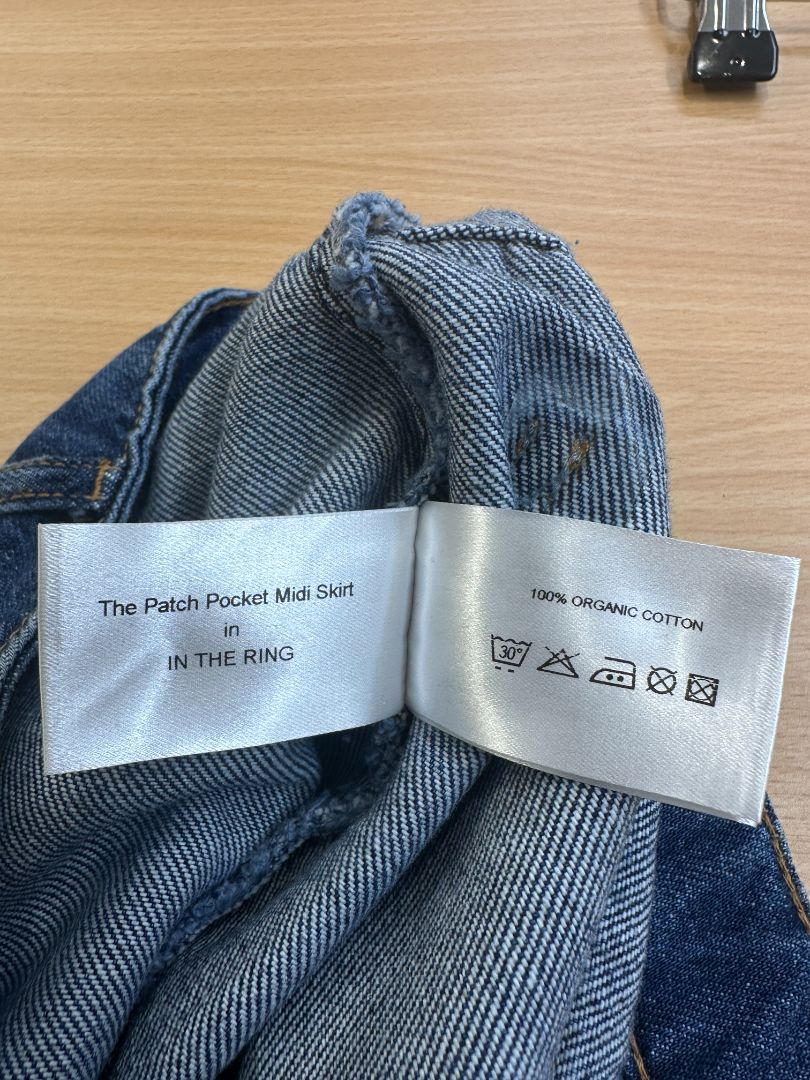 The Patch Pocket Midi Skirt
in
IN THE RING
100% ORGANIC COTTON
30°